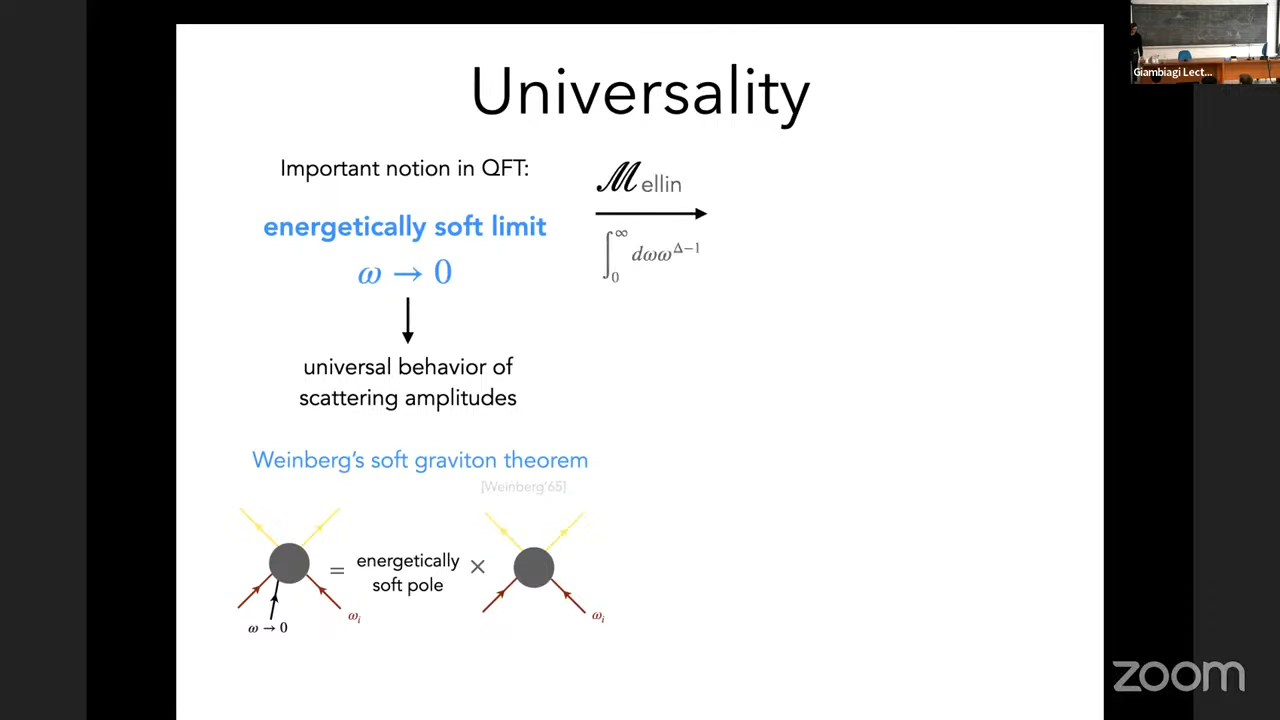 Universality
Important notion in QFT:
energetically soft limit
ω → 0
universal behavior of
scattering amplitudes
ℳellin
∫₀^∞ dωω^{Δ−1}
Weinberg's soft graviton theorem
[Weinberg'65]
= energetically soft pole ×
ω → 0
ωᵢ
ωᵢ
Giambiagi Lect...
zoom